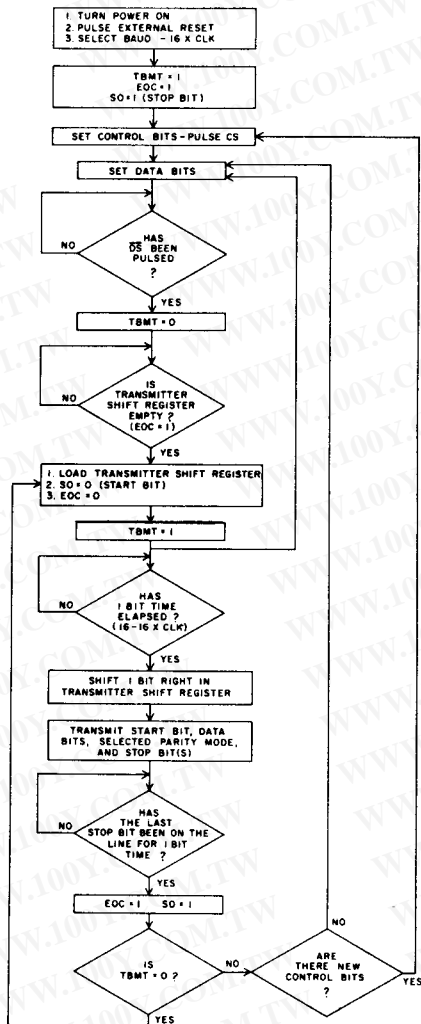 1. TURN POWER ON
2. PULSE EXTERNAL RESET
3. SELECT BAUD - 16 X CLK
TBMT = 1
EOC = 1
SO = 1 (STOP BIT)
SET CONTROL BITS - PULSE CS
SET DATA BITS
HAS
D̅S̅ BEEN
PULSED
?
NO
YES
TBMT = 0
IS
TRANSMITTER
SHIFT REGISTER
EMPTY ?
(EOC = 1)
NO
YES
1. LOAD TRANSMITTER SHIFT REGISTER
2. SO = 0 (START BIT)
3. EOC = 0
TBMT = 1
HAS
1 BIT TIME
ELAPSED ?
(16-16 X CLK)
NO
YES
SHIFT 1 BIT RIGHT IN
TRANSMITTER SHIFT REGISTER
TRANSMIT START BIT, DATA
BITS, SELECTED PARITY MODE,
AND STOP BIT(S)
HAS
THE LAST
STOP BIT BEEN ON THE
LINE FOR 1 BIT
TIME ?
NO
YES
EOC = 1 SO = 1
IS
TBMT = 0 ?
NO
YES
ARE
THERE NEW
CONTROL BITS
?
NO
YES
WWW.100Y.COM.TW